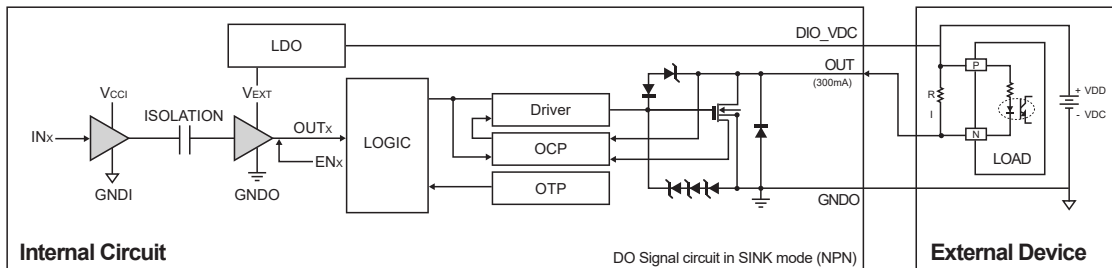 DIO_VDC
LDO
OUT
(300mA)
P
+ VDD
- VDC
R
I
N
LOAD
VCCI
VEXT
ISOLATION
INX
OUTX
ENX
GNDI
GNDO
LOGIC
Driver
OCP
OTP
GNDO
Internal Circuit
DO Signal circuit in SINK mode (NPN)
External Device